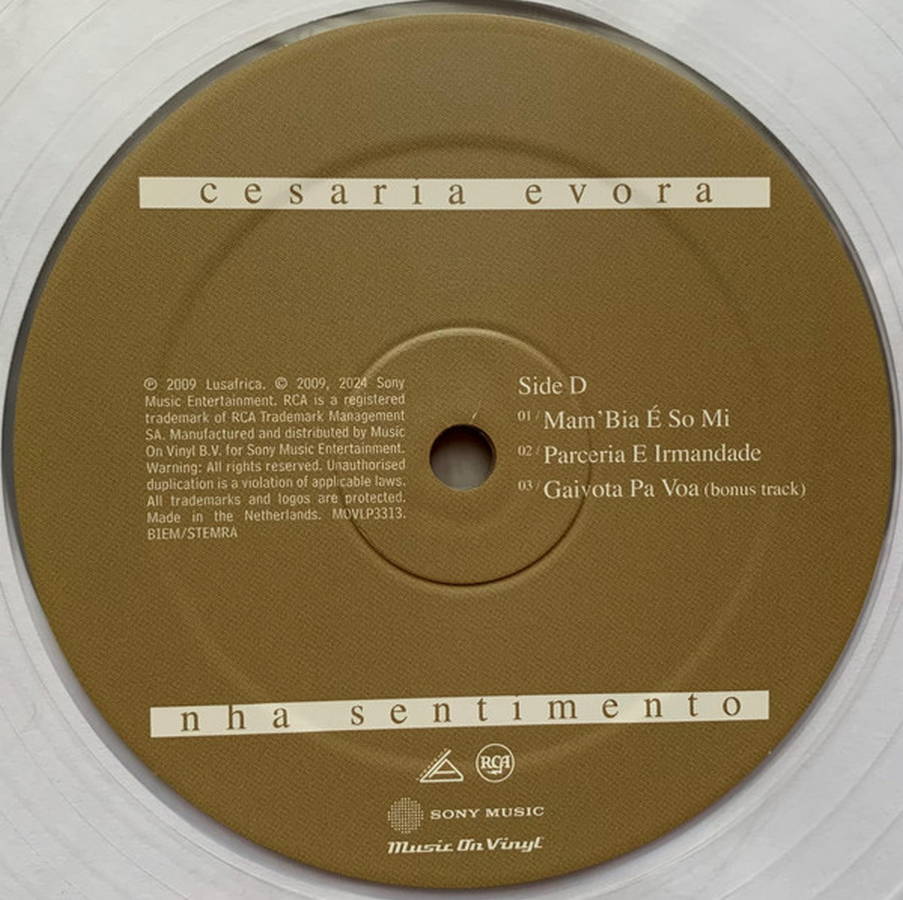 cesaria evora
℗ 2009 Lusafrica. © 2009, 2024 Sony
Music Entertainment. RCA is a registered
trademark of RCA Trademark Management
SA. Manufactured and distributed by Music
On Vinyl B.V. for Sony Music Entertainment.
Warning: All rights reserved. Unauthorised
duplication is a violation of applicable laws.
All trademarks and logos are protected.
Made in the Netherlands. MOVLP3313.
BIEM/STEMRA
Side D
01/ Mam'Bia É So Mi
02/ Parceria E Irmandade
03/ Gaivota Pa Voa (bonus track)
nha sentimento
RCA
SONY MUSIC
Music On Vinyl